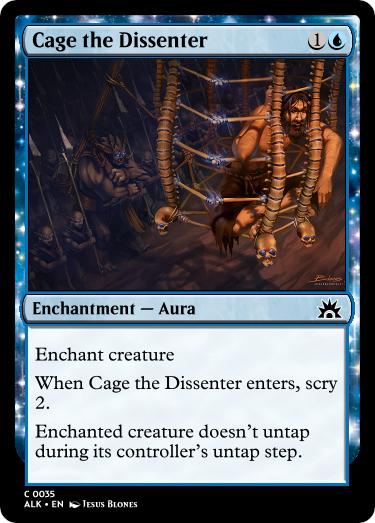 Cage the Dissenter 1
Enchantment — Aura
Enchant creature
When Cage the Dissenter enters, scry
2.
Enchanted creature doesn't untap
during its controller's untap step.
C 0035
ALK • EN Jesus Blones